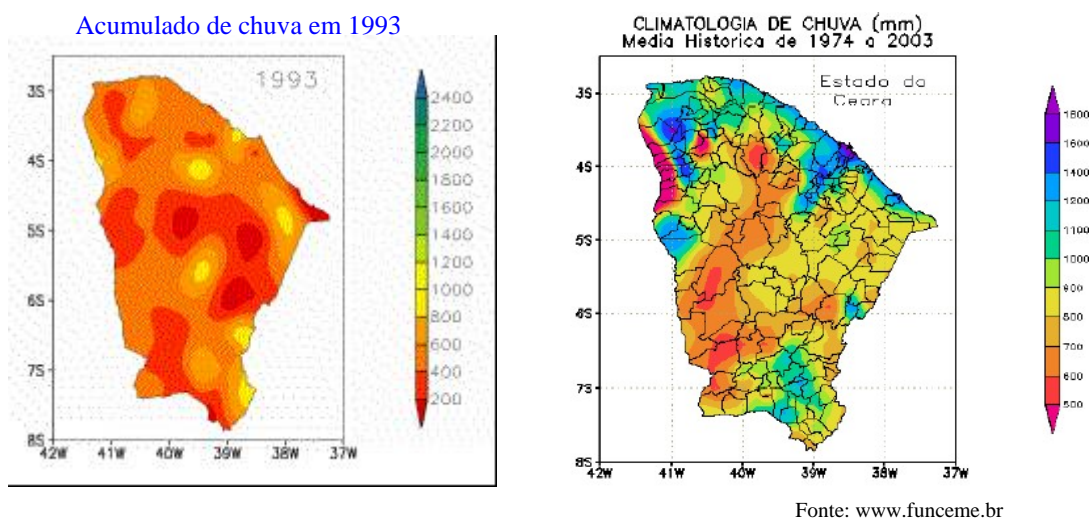 Acumulado de chuva em 1993
1993
3S
4S
5S
6S
7S
8S
42W
41W
40W
39W
38W
37W
2400
2200
2000
1800
1600
1400
1200
1000
800
600
400
200
CLIMATOLOGIA DE CHUVA (mm)
Media Historica de 1974 a 2003
Estado do
Ceara
3S
4S
5S
6S
7S
8S
42W
41W
40W
39W
38W
37W
1800
1600
1400
1200
1100
1000
900
800
700
600
500
Fonte: www.funceme.br